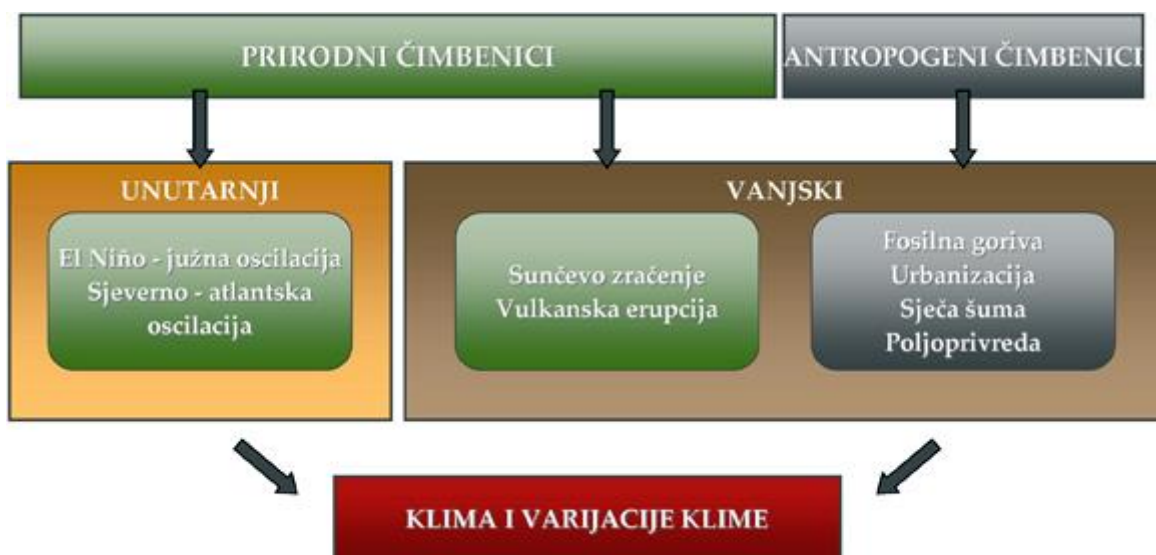 PRIRODNI ČIMBENICI
ANTROPOGENI ČIMBENICI
UNUTARNJI
El Niño - južna oscilacija
Sjeverno - atlantska
oscilacija
VANJSKI
Sunčevo zračenje
Vulkanska erupcija
Fosilna goriva
Urbanizacija
Sječa šuma
Poljoprivreda
KLIMA I VARIJACIJE KLIME